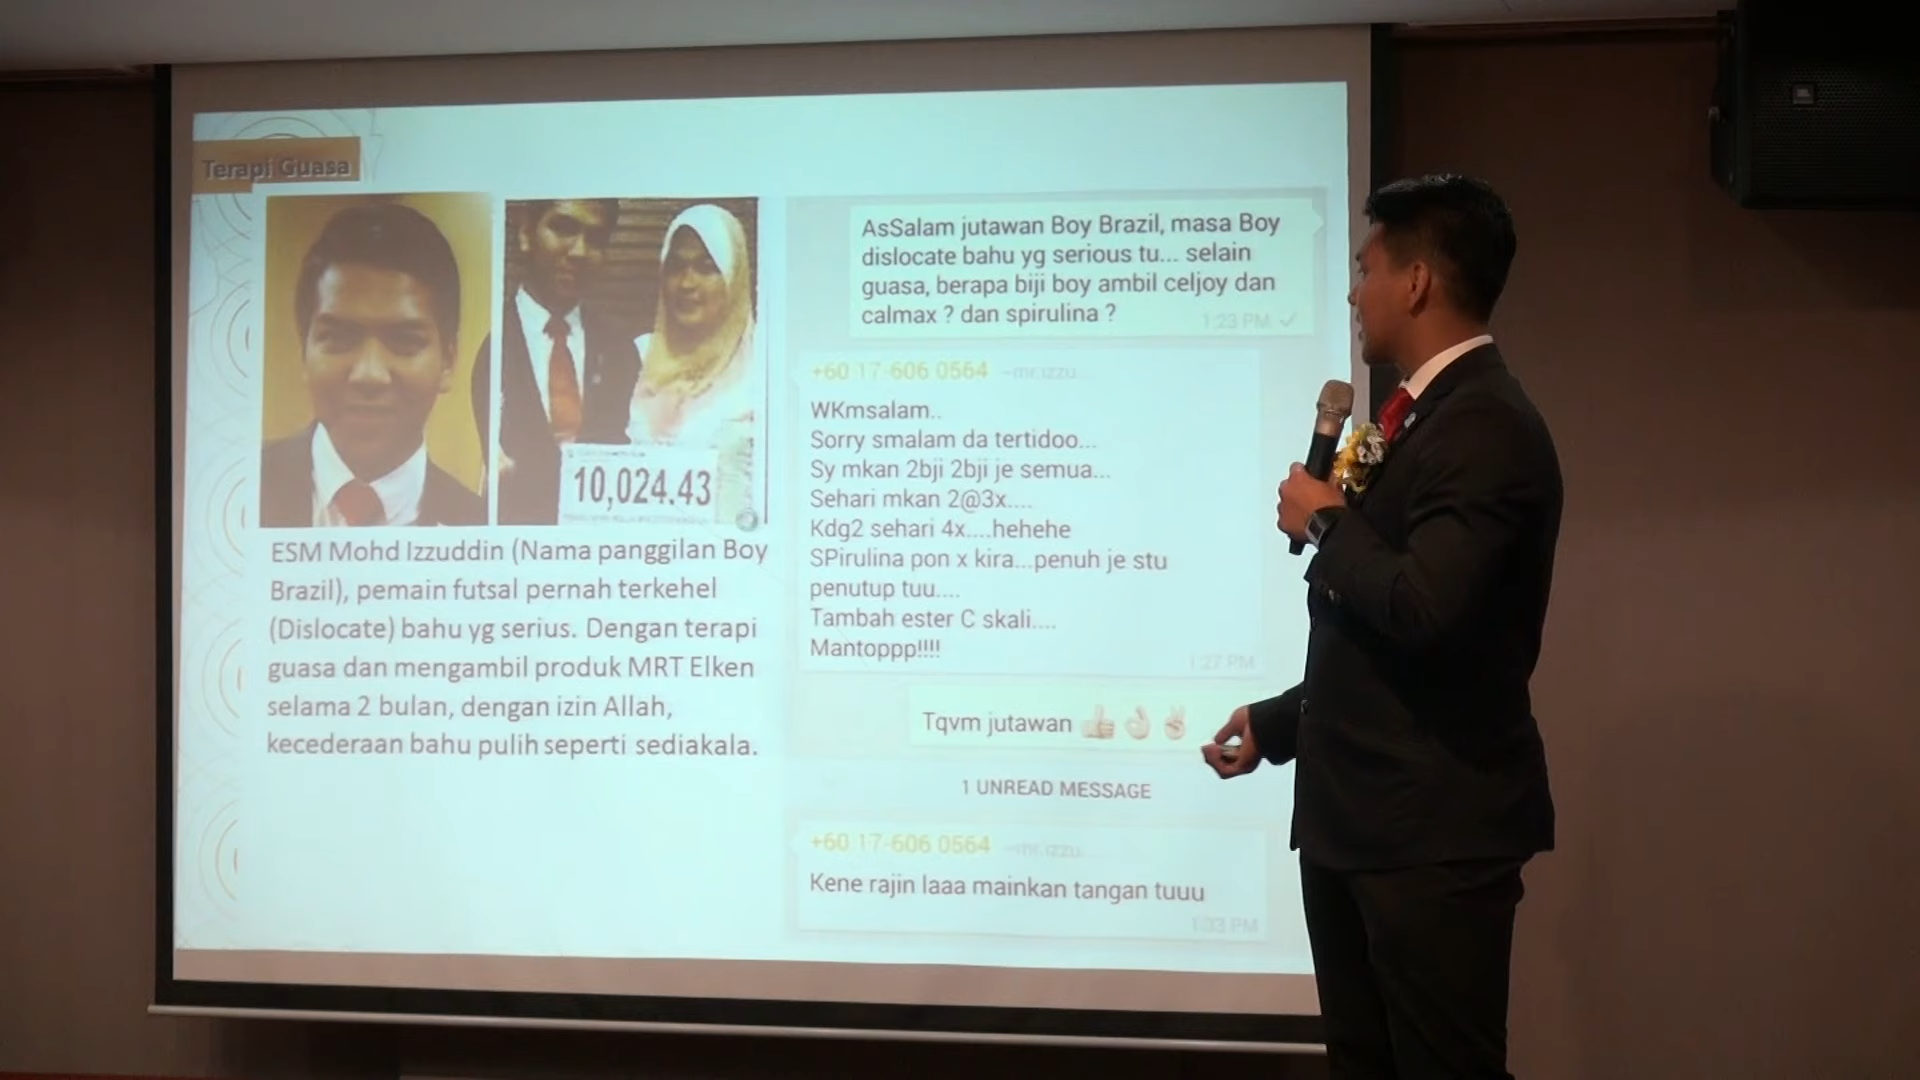 Terapi Guasa
10,024.43
ESM Mohd Izzuddin (Nama panggilan Boy
Brazil), pemain futsal pernah terkehel
(Dislocate) bahu yg serius. Dengan terapi
guasa dan mengambil produk MRT Elken
selama 2 bulan, dengan izin Allah,
kecederaan bahu pulih seperti sediakala.
AsSalam jutawan Boy Brazil, masa Boy
dislocate bahu yg serious tu... selain
guasa, berapa biji boy ambil celjoy dan
calmax ? dan spirulina ?
1:23 PM
+60 17-606 0564 ~mr.izzu...
WKmsalam..
Sorry smalam da tertidoo...
Sy mkan 2bji 2bji je semua...
Sehari mkan 2@3x....
Kdg2 sehari 4x....hehehe
SPirulina pon x kira...penuh je stu
penutup tuu....
Tambah ester C skali....
Mantoppp!!!!
1:27 PM
Tqvm jutawan 👍👌✌
1 UNREAD MESSAGE
+60 17-606 0564 ~mr.izzu...
Kene rajin laaa mainkan tangan tuuu
1:33 PM